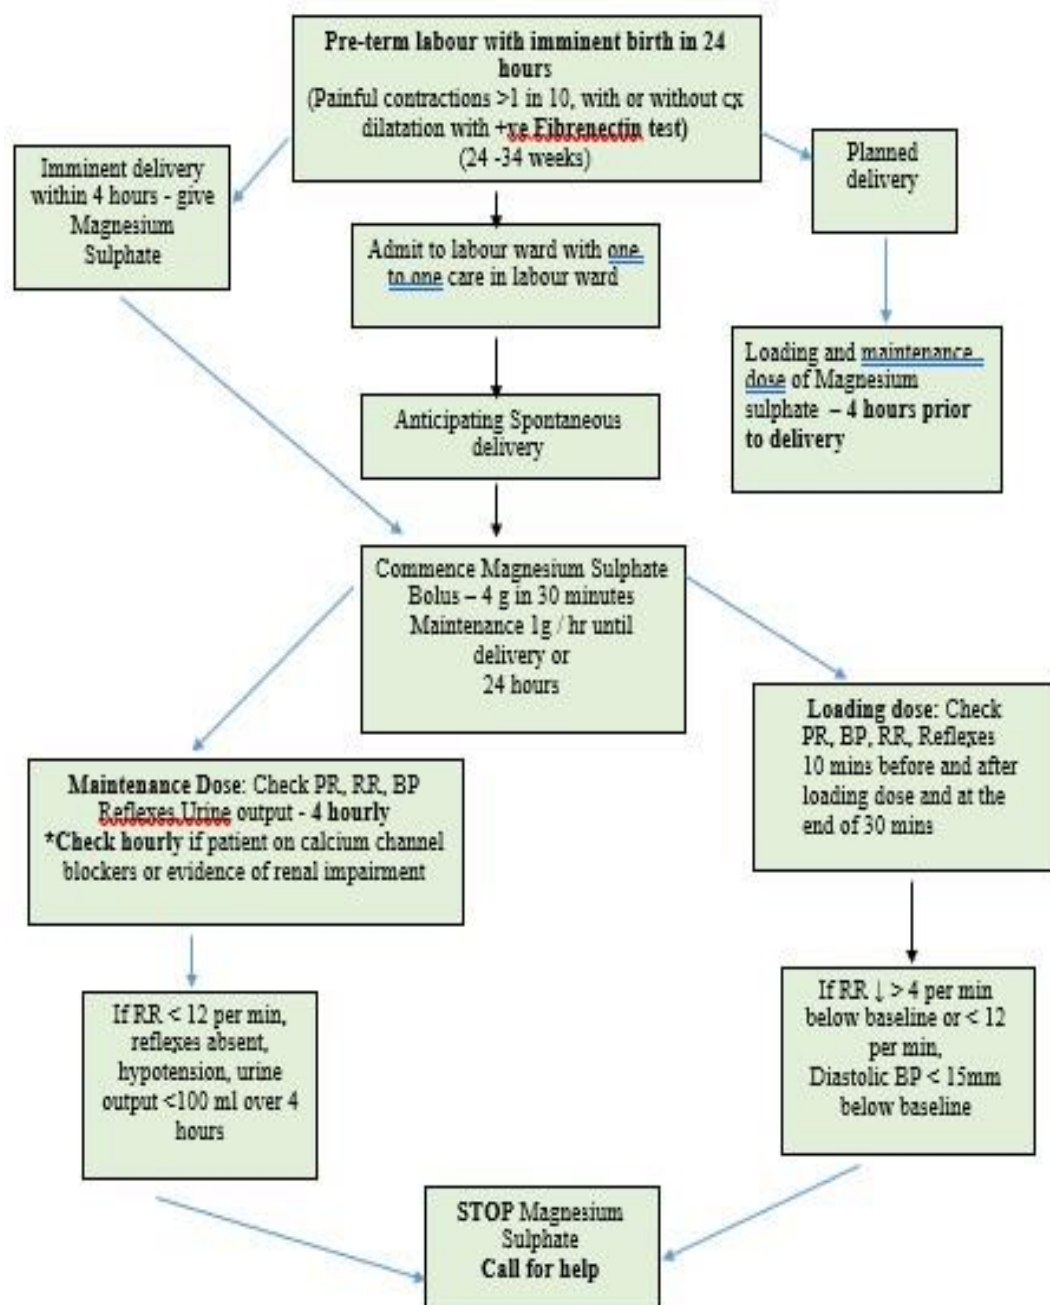 Pre-term labour with imminent birth in 24
hours
(Painful contractions >1 in 10, with or without cx
dilatation with +ve Fibrenectin test)
(24 -34 weeks)
Imminent delivery
within 4 hours - give
Magnesium
Sulphate
Planned
delivery
Admit to labour ward with one
to one care in labour ward
Loading and maintenance
dose of Magnesium
sulphate – 4 hours prior
to delivery
Anticipating Spontaneous
delivery
Commence Magnesium Sulphate
Bolus – 4 g in 30 minutes
Maintenance 1g / hr until
delivery or
24 hours
Maintenance Dose: Check PR, RR, BP
Reflexes,Urine output - 4 hourly
*Check hourly if patient on calcium channel
blockers or evidence of renal impairment
Loading dose: Check
PR, BP, RR, Reflexes
10 mins before and after
loading dose and at the
end of 30 mins
If RR < 12 per min,
reflexes absent,
hypotension, urine
output <100 ml over 4
hours
If RR ↓ > 4 per min
below baseline or < 12
per min,
Diastolic BP < 15mm
below baseline
STOP Magnesium
Sulphate
Call for help